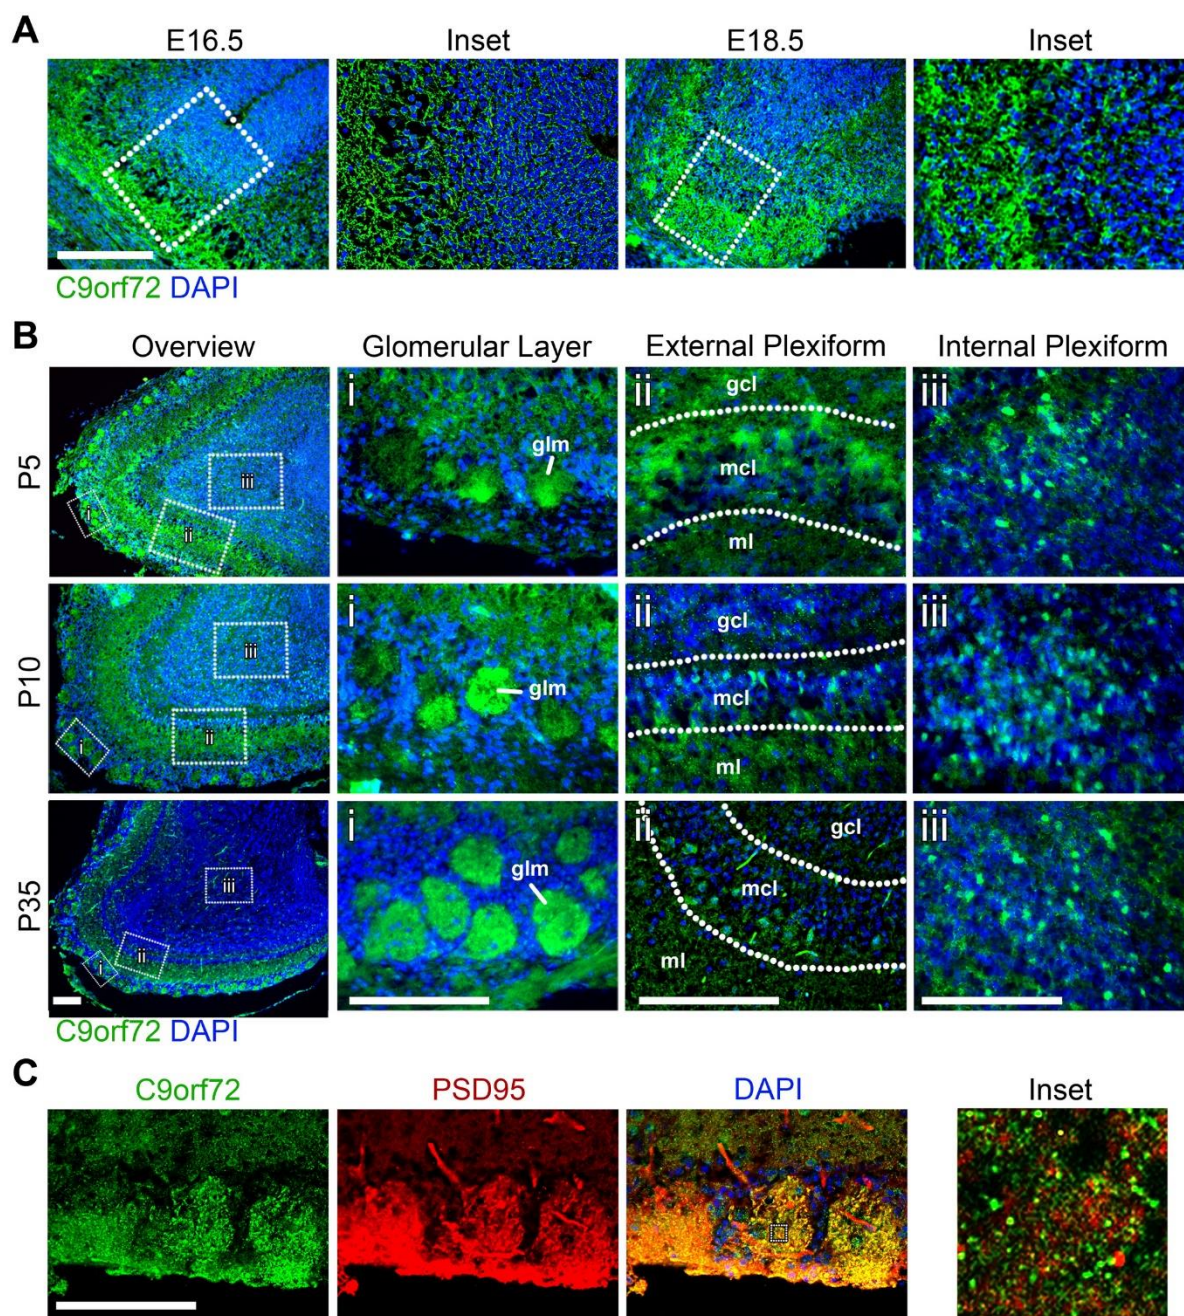 A
E16.5 Inset E18.5 Inset
C9orf72 DAPI
B
Overview Glomerular Layer External Plexiform Internal Plexiform
P5
i ii iii
i glm
ii gcl
mcl
ml
iii
P10
i ii iii
i glm
ii gcl
mcl
ml
iii
P35
i ii iii
i glm
ii gcl
mcl
ml
iii
C9orf72 DAPI
C
C9orf72 PSD95 DAPI Inset